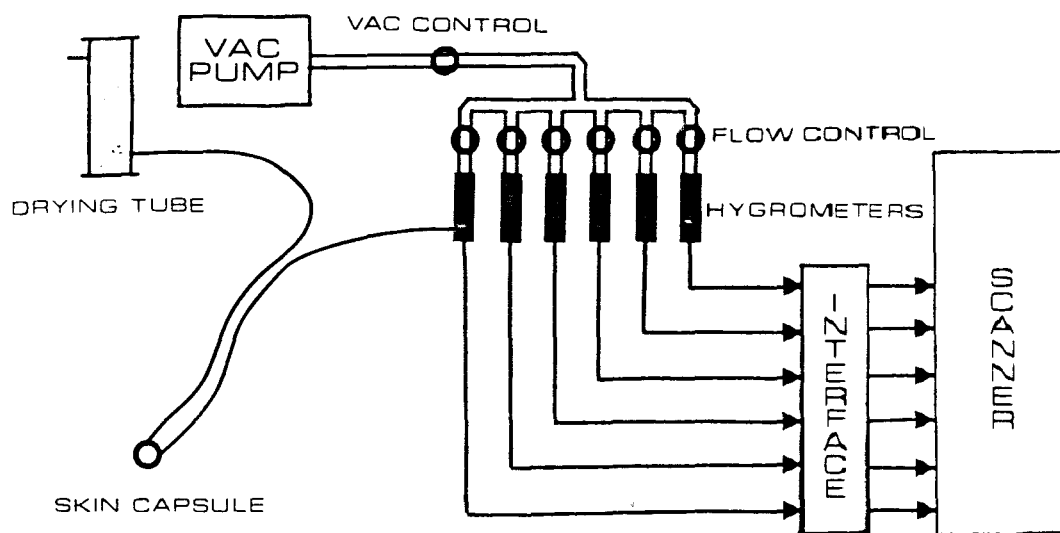 VAC CONTROL
VAC
PUMP
FLOW CONTROL
DRYING TUBE
HYGROMETERS
INTERFACE
SCANNER
SKIN CAPSULE